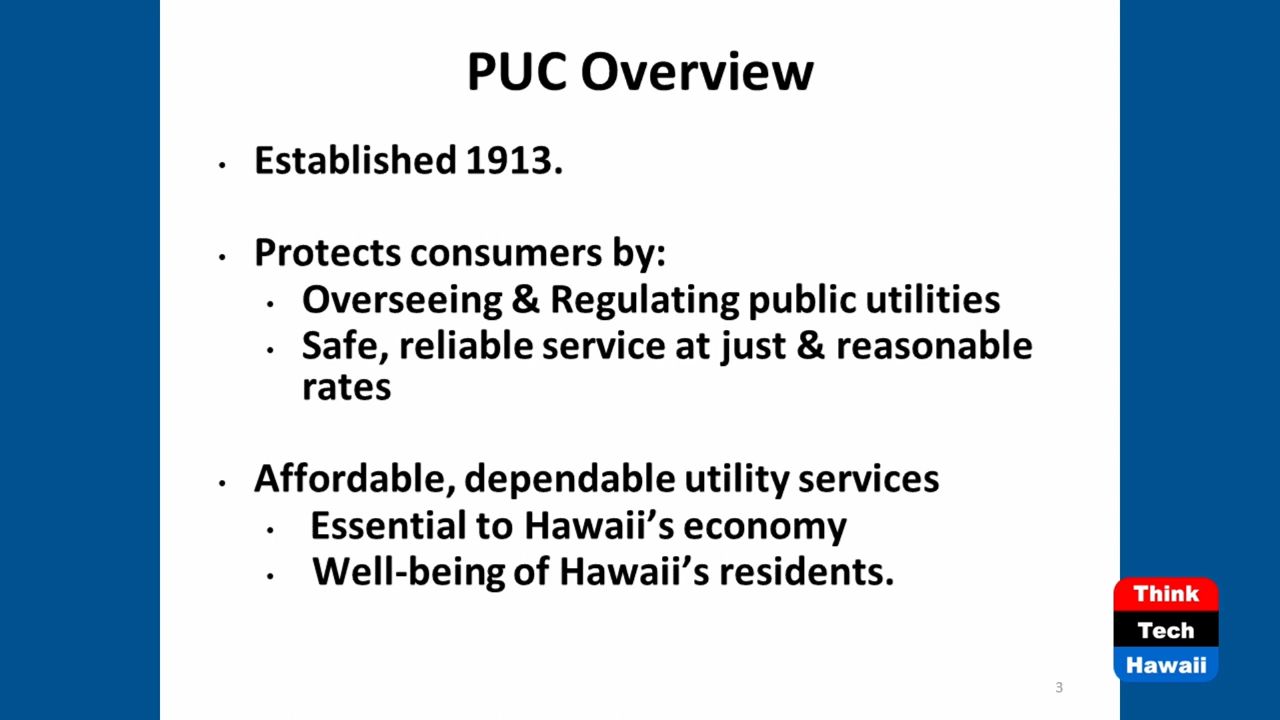 PUC Overview
• Established 1913.
• Protects consumers by:
• Overseeing & Regulating public utilities
• Safe, reliable service at just & reasonable
rates
• Affordable, dependable utility services
• Essential to Hawaii’s economy
• Well-being of Hawaii’s residents.
Think
Tech
Hawaii
3